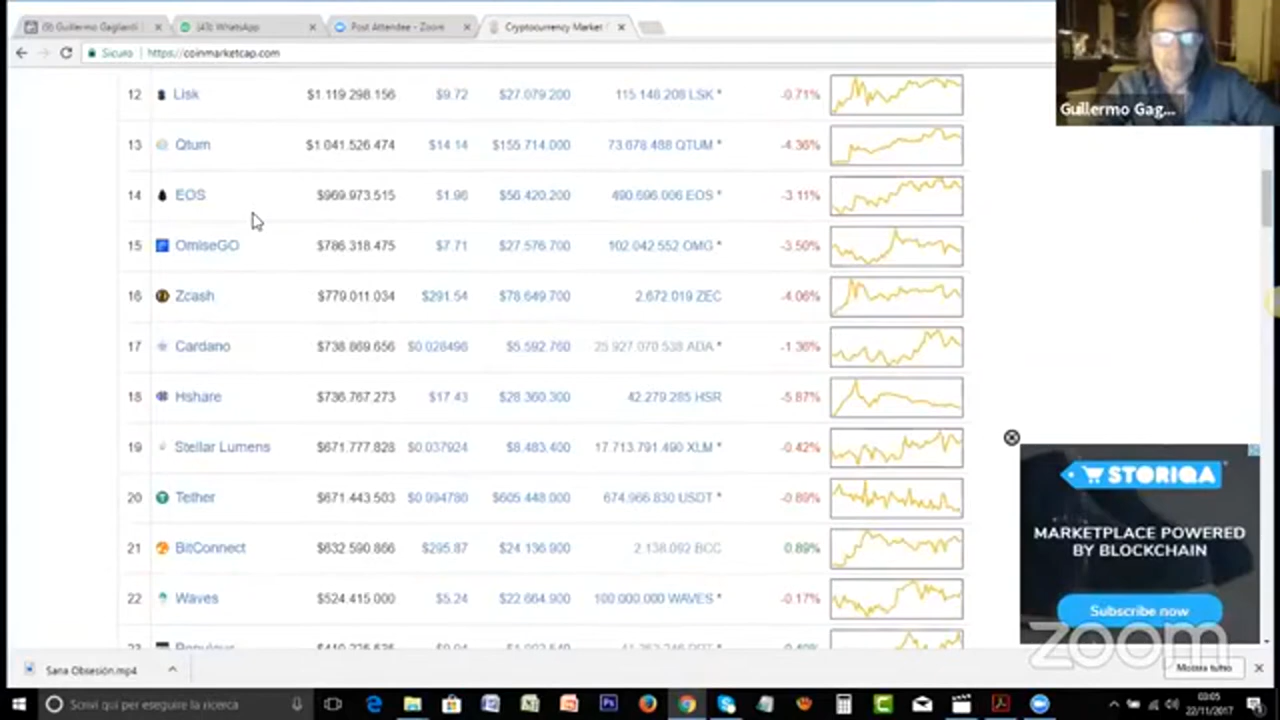 (9) Guillermo Gaglianti |
(43) WhatsApp
Post Attendee - Zoom
Cryptocurrency Market
Sicuro | https://coinmarketcap.com
Guillermo Gag...
12 Lisk $1.119.298.156 $9.72 $27.079.200 115.148.208 LSK * -0.71%
13 Qtum $1.041.526.474 $14.14 $155.714.000 73.678.488 QTUM * -4.36%
14 EOS $969.973.515 $1.98 $56.420.200 490.696.006 EOS * -3.11%
15 OmiseGO $786.318.475 $7.71 $27.576.700 102.042.552 OMG * -3.50%
16 Zcash $779.011.034 $291.54 $78.649.700 2.672.019 ZEC -4.06%
17 Cardano $738.869.656 $0.028498 $5.592.760 25.927.070.538 ADA * -1.36%
18 Hshare $736.767.273 $17.43 $28.360.300 42.279.285 HSR -5.87%
19 Stellar Lumens $671.777.828 $0.037924 $8.483.400 17.713.791.490 XLM * -0.42%
20 Tether $671.443.503 $0.994780 $605.448.000 674.966.830 USDT * -0.89%
21 BitConnect $632.590.866 $295.87 $24.136.900 2.138.092 BCC 0.89%
22 Waves $524.415.000 $5.24 $22.664.900 100.000.000 WAVES * -0.17%
23 Populous
STORIQA
MARKETPLACE POWERED
BY BLOCKCHAIN
Subscribe now
zoom
Sana Obsesión.mp4
Mostra tutto
Scrivi qui per eseguire la ricerca
03:05
22/11/2017